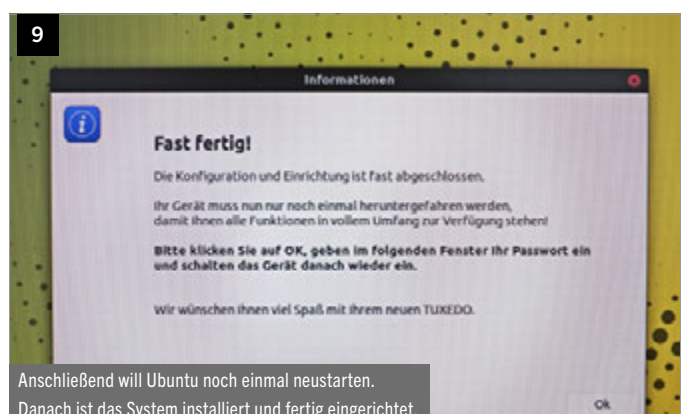 9
Informationen
Fast fertig!
Die Konfiguration und Einrichtung ist fast abgeschlossen.
Ihr Gerät muss nun nur noch einmal heruntergefahren werden,
damit Ihnen alle Funktionen in vollem Umfang zur Verfügung stehen!
Bitte klicken Sie auf OK, geben im folgenden Fenster Ihr Passwort ein
und schalten das Gerät danach wieder ein.
Wir wünschen Ihnen viel Spaß mit Ihrem neuen TUXEDO.
Ok
Anschließend will Ubuntu noch einmal neustarten.
Danach ist das System installiert und fertig eingerichtet.